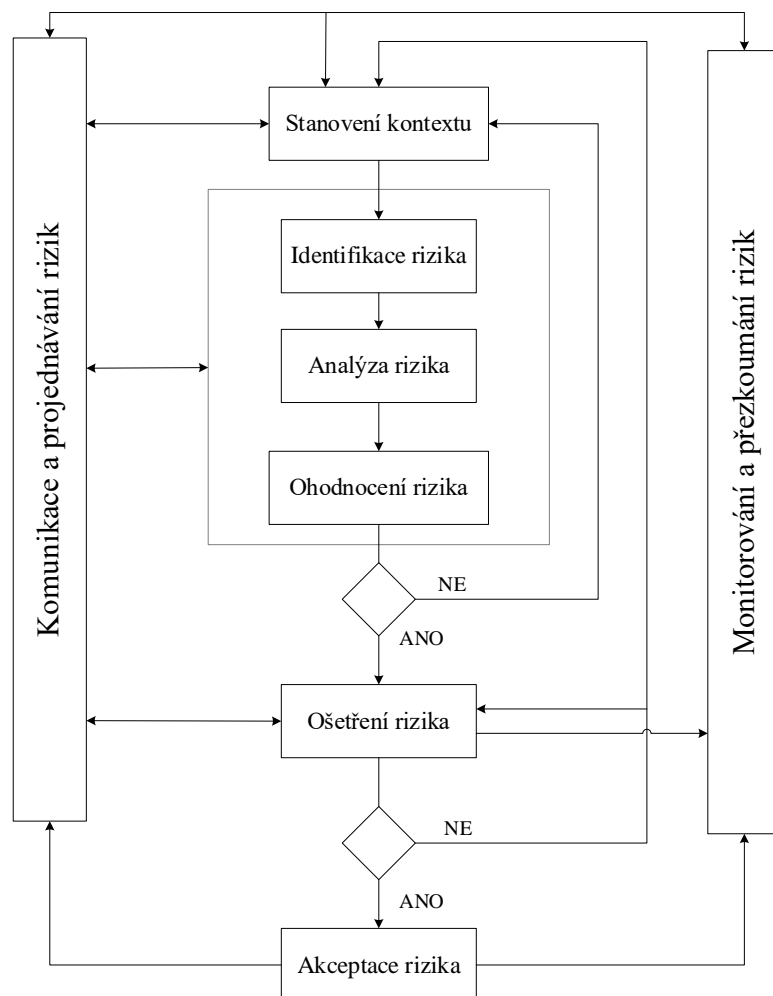 Komunikace a projednávání rizik
Stanovení kontextu
Identifikace rizika
Analýza rizika
Ohodnocení rizika
NE
ANO
Ošetření rizika
NE
ANO
Akceptace rizika
Monitorování a přezkoumání rizik